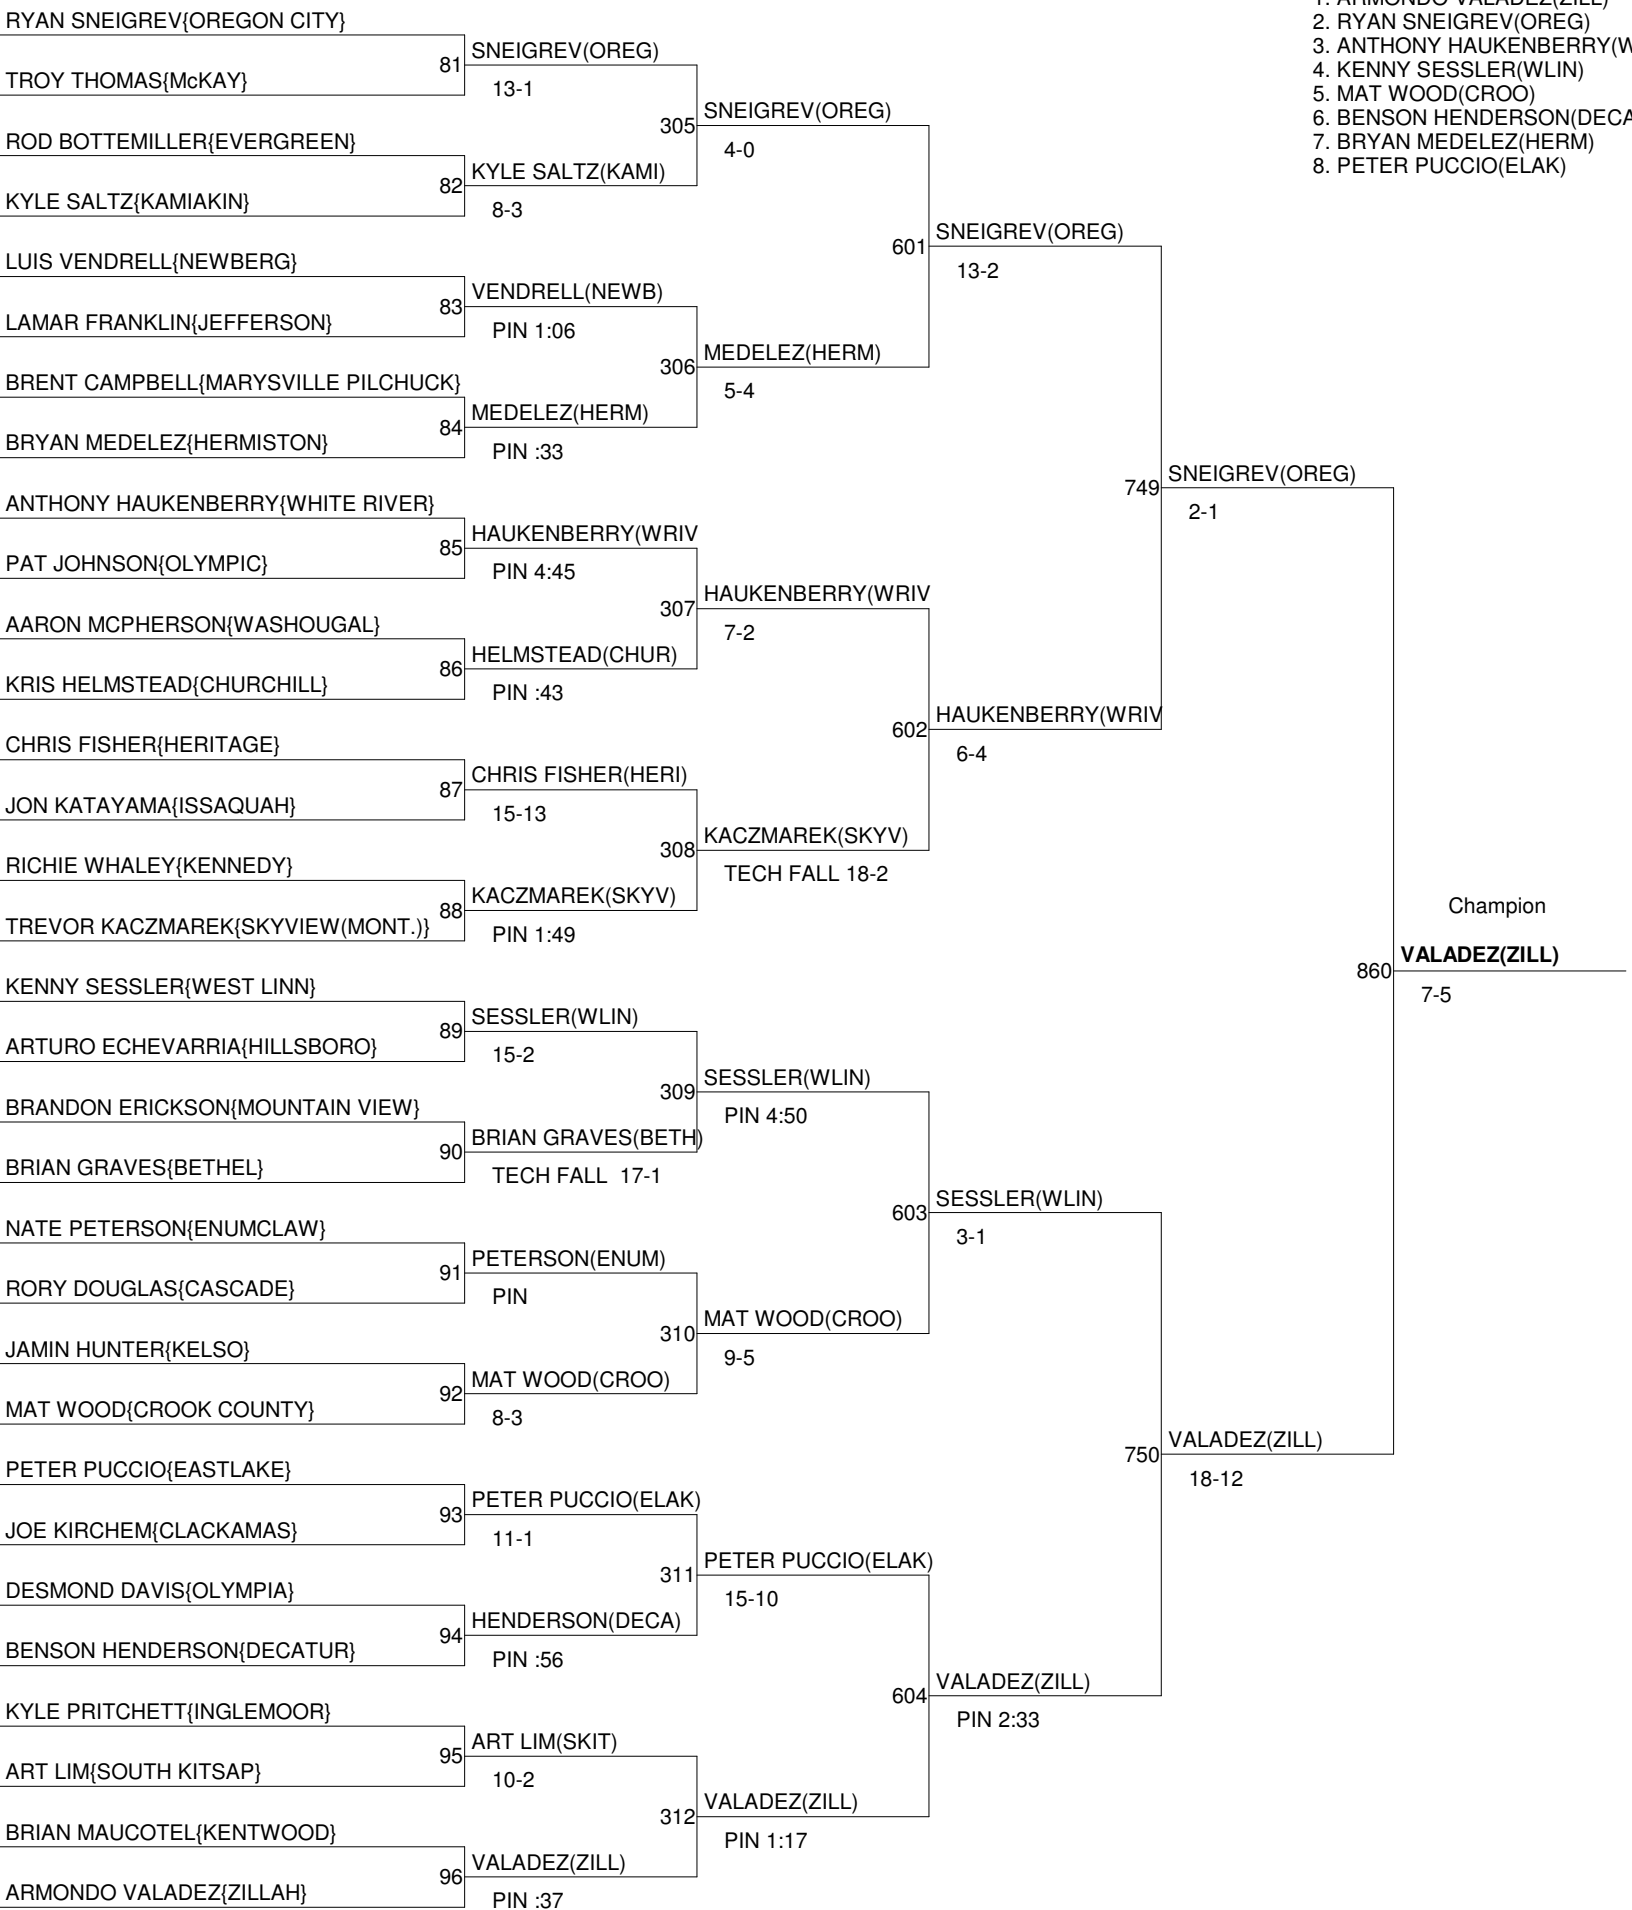 1. ARMONDO VALADEZ(ZILL)
2. RYAN SNEIGREV(OREG)
3. ANTHONY HAUKENBERRY(W
4. KENNY SESSLER(WLIN)
5. MAT WOOD(CROO)
6. BENSON HENDERSON(DECA
7. BRYAN MEDELEZ(HERM)
8. PETER PUCCIO(ELAK)
RYAN SNEIGREV{OREGON CITY}
TROY THOMAS{McKAY}
ROD BOTTEMILLER{EVERGREEN}
KYLE SALTZ{KAMIAKIN}
LUIS VENDRELL{NEWBERG}
LAMAR FRANKLIN{JEFFERSON}
BRENT CAMPBELL{MARYSVILLE PILCHUCK}
BRYAN MEDELEZ{HERMISTON}
ANTHONY HAUKENBERRY{WHITE RIVER}
PAT JOHNSON{OLYMPIC}
AARON MCPHERSON{WASHOUGAL}
KRIS HELMSTEAD{CHURCHILL}
CHRIS FISHER{HERITAGE}
JON KATAYAMA{ISSAQUAH}
RICHIE WHALEY{KENNEDY}
TREVOR KACZMAREK{SKYVIEW(MONT.)}
KENNY SESSLER{WEST LINN}
ARTURO ECHEVARRIA{HILLSBORO}
BRANDON ERICKSON{MOUNTAIN VIEW}
BRIAN GRAVES{BETHEL}
NATE PETERSON{ENUMCLAW}
RORY DOUGLAS{CASCADE}
JAMIN HUNTER{KELSO}
MAT WOOD{CROOK COUNTY}
PETER PUCCIO{EASTLAKE}
JOE KIRCHEM{CLACKAMAS}
DESMOND DAVIS{OLYMPIA}
BENSON HENDERSON{DECATUR}
KYLE PRITCHETT{INGLEMOOR}
ART LIM{SOUTH KITSAP}
BRIAN MAUCOTEL{KENTWOOD}
ARMONDO VALADEZ{ZILLAH}
81 SNEIGREV(OREG)
13-1
82 KYLE SALTZ(KAMI)
8-3
83 VENDRELL(NEWB)
PIN 1:06
84 MEDELEZ(HERM)
PIN :33
85 HAUKENBERRY(WRIV
PIN 4:45
86 HELMSTEAD(CHUR)
PIN :43
87 CHRIS FISHER(HERI)
15-13
88 KACZMAREK(SKYV)
PIN 1:49
89 SESSLER(WLIN)
15-2
90 BRIAN GRAVES(BETH)
TECH FALL 17-1
91 PETERSON(ENUM)
PIN
92 MAT WOOD(CROO)
8-3
93 PETER PUCCIO(ELAK)
11-1
94 HENDERSON(DECA)
PIN :56
95 ART LIM(SKIT)
10-2
96 VALADEZ(ZILL)
PIN :37
305 SNEIGREV(OREG)
4-0
306 MEDELEZ(HERM)
5-4
307 HAUKENBERRY(WRIV
7-2
308 KACZMAREK(SKYV)
TECH FALL 18-2
309 SESSLER(WLIN)
PIN 4:50
310 MAT WOOD(CROO)
9-5
311 PETER PUCCIO(ELAK)
15-10
312 VALADEZ(ZILL)
PIN 1:17
601 SNEIGREV(OREG)
13-2
602 HAUKENBERRY(WRIV
6-4
603 SESSLER(WLIN)
3-1
604 VALADEZ(ZILL)
PIN 2:33
749 SNEIGREV(OREG)
2-1
750 VALADEZ(ZILL)
18-12
Champion
860 VALADEZ(ZILL)
7-5